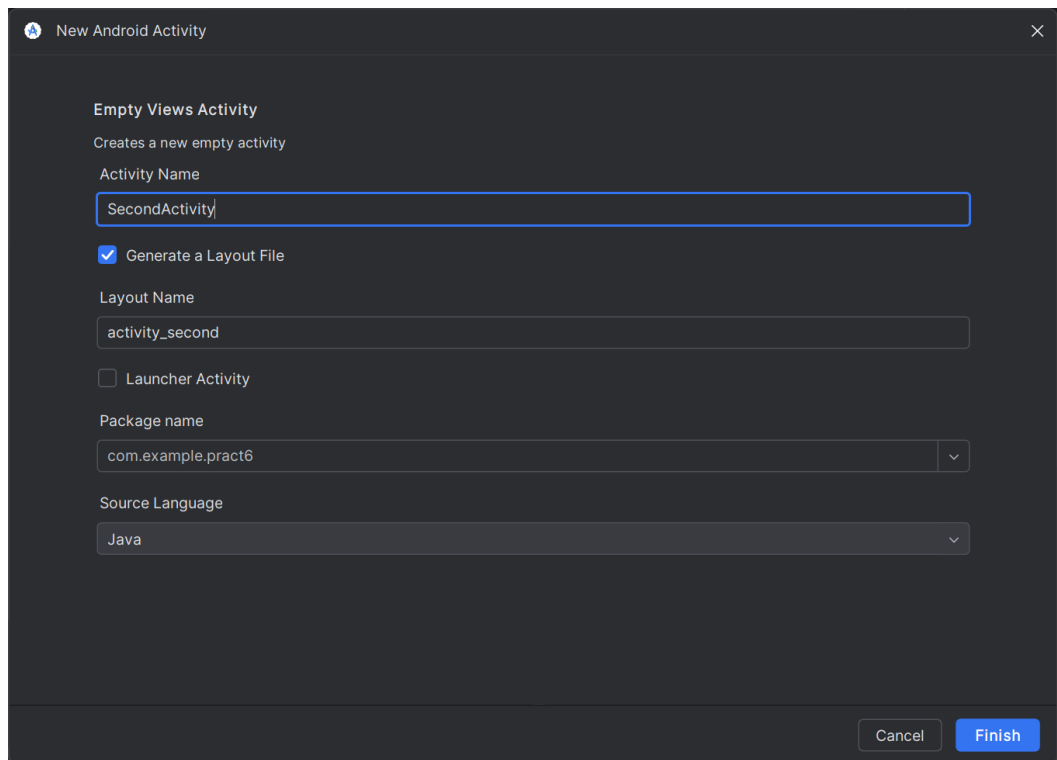 New Android Activity
Empty Views Activity
Creates a new empty activity
Activity Name
SecondActivity
Generate a Layout File
Layout Name
activity_second
Launcher Activity
Package name
com.example.pract6
Source Language
Java
Cancel
Finish